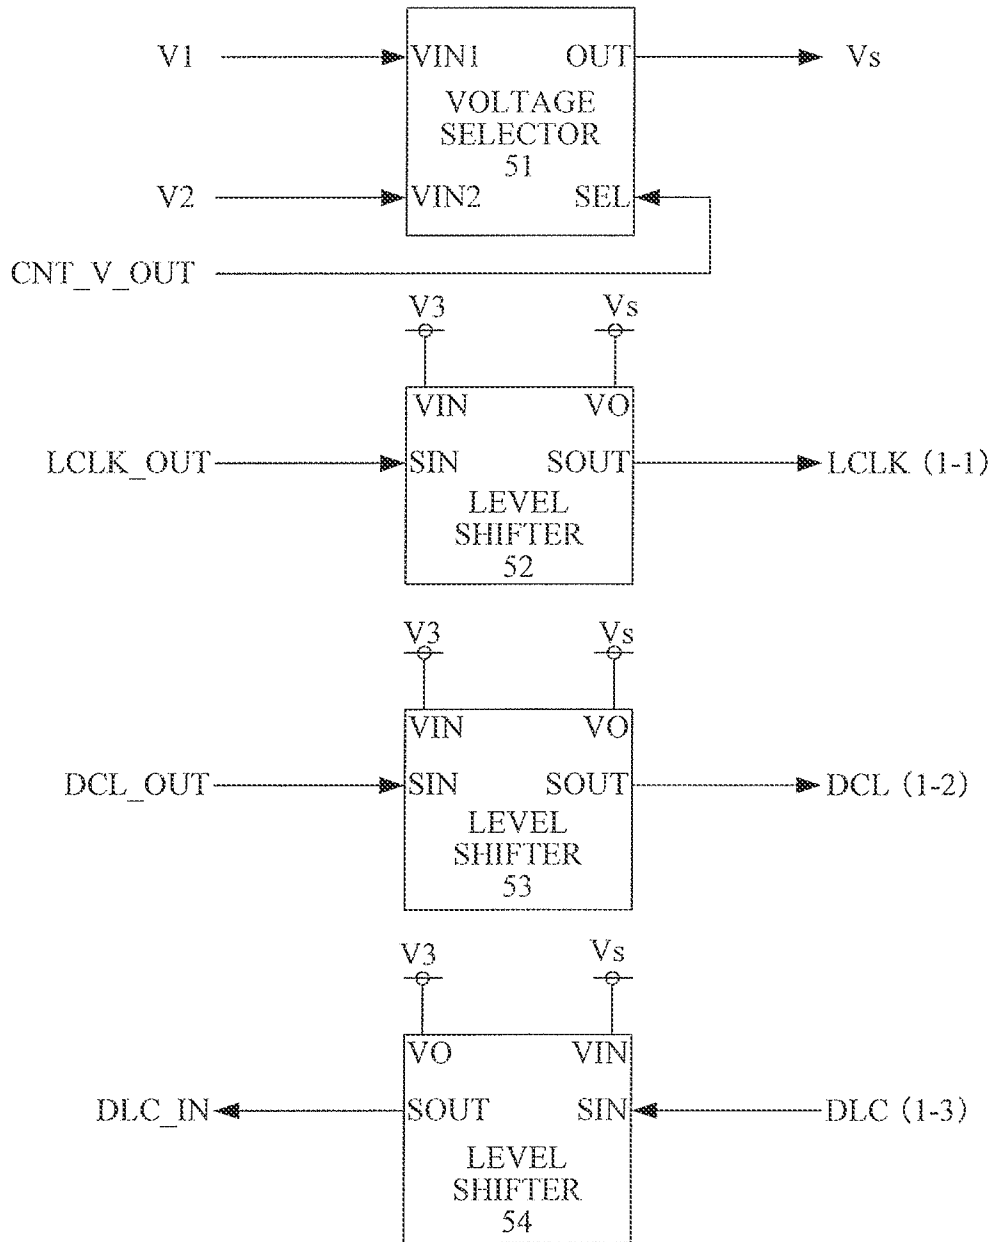 V1 VIN1 OUT Vs
VOLTAGE
SELECTOR
51
V2 VIN2 SEL
CNT_V_OUT
V3 Vs
VIN VO
LCLK_OUT SIN SOUT LCLK (1-1)
LEVEL
SHIFTER
52
V3 Vs
VIN VO
DCL_OUT SIN SOUT DCL (1-2)
LEVEL
SHIFTER
53
V3 Vs
VO VIN
DLC_IN SOUT SIN DLC (1-3)
LEVEL
SHIFTER
54